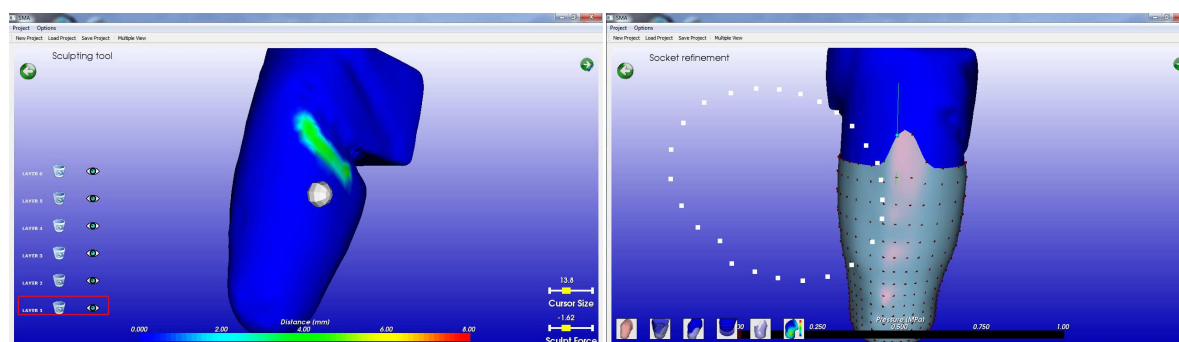 SMA
Project Options
New Project Load Project Save Project Multiple View
Sculpting tool
LAYER 6
LAYER 5
LAYER 4
LAYER 3
LAYER 2
LAYER 1
13.8
Cursor Size
-1.62
Sculpt Force
Distance (mm)
0.000 2.00 4.00 6.00 8.00
SMA
Project Options
New Project Load Project Save Project Multiple View
Socket refinement
Pressure (MPa)
00 0.250 0.500 0.750 1.00